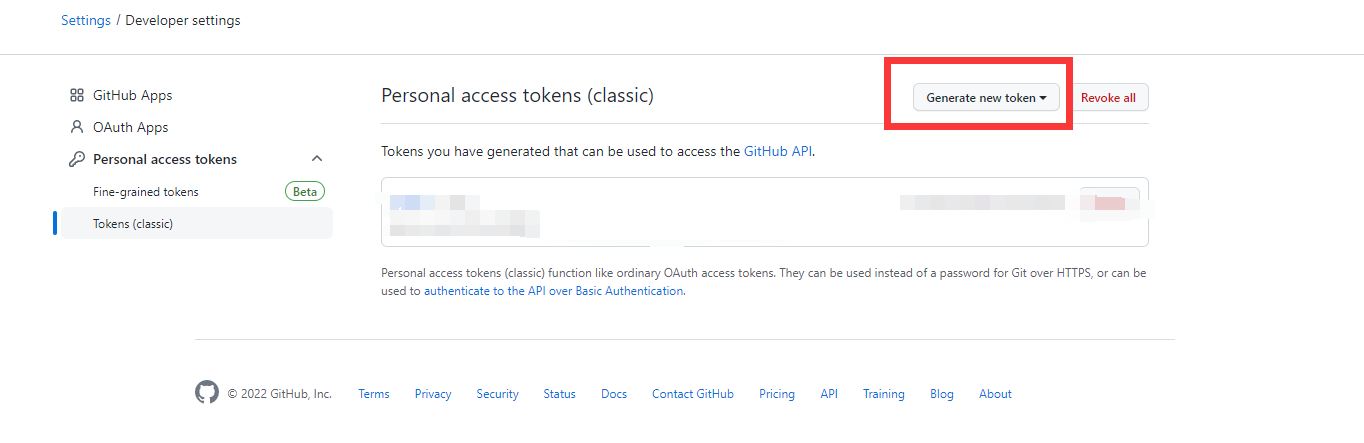 Settings / Developer settings
GitHub Apps
OAuth Apps
Personal access tokens
Fine-grained tokens Beta
Tokens (classic)
Personal access tokens (classic)
Generate new token
Revoke all
Tokens you have generated that can be used to access the GitHub API.
Personal access tokens (classic) function like ordinary OAuth access tokens. They can be used instead of a password for Git over HTTPS, or can be
used to authenticate to the API over Basic Authentication.
© 2022 GitHub, Inc. Terms Privacy Security Status Docs Contact GitHub Pricing API Training Blog About